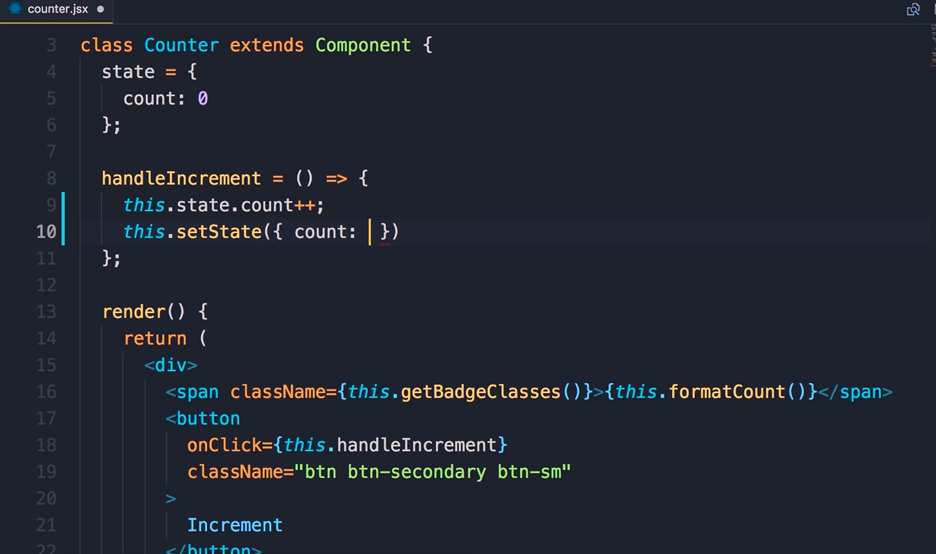 counter.jsx
3 class Counter extends Component {
4 state = {
5 count: 0
6 };
7
8 handleIncrement = () => {
9 this.state.count++;
10 this.setState({ count: })
11 };
12
13 render() {
14 return (
15 <div>
16 <span className={this.getBadgeClasses()}>{this.formatCount()}</span>
17 <button
18 onClick={this.handleIncrement}
19 className="btn btn-secondary btn-sm"
20 >
21 Increment
22 </button>